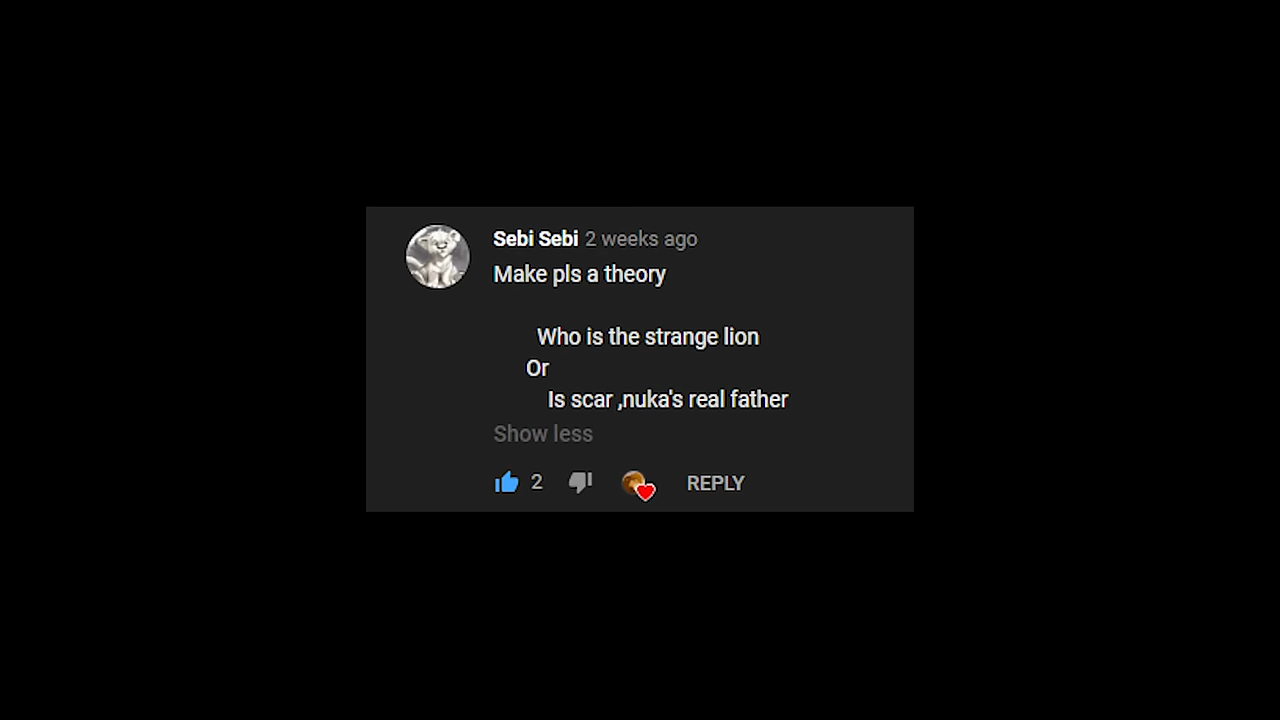 Sebi Sebi 2 weeks ago
Make pls a theory
Who is the strange lion
Or
Is scar ,nuka's real father
Show less
2 REPLY